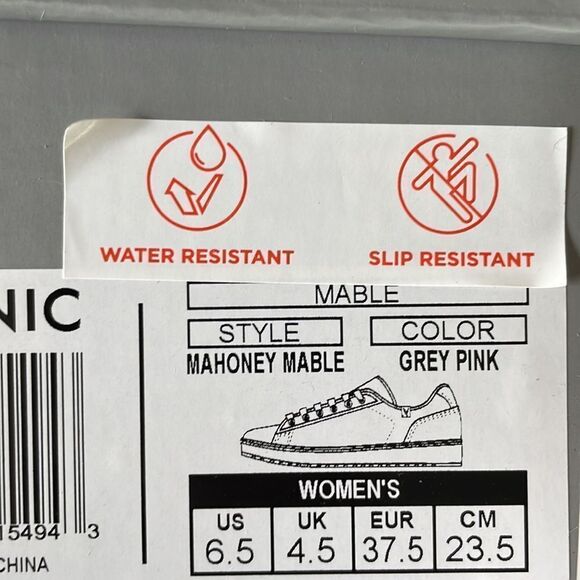 WATER RESISTANT
SLIP RESISTANT
NIC
MABLE
STYLE
COLOR
MAHONEY MABLE
GREY PINK
WOMEN'S
US UK EUR CM
6.5 4.5 37.5 23.5
15494 3
CHINA